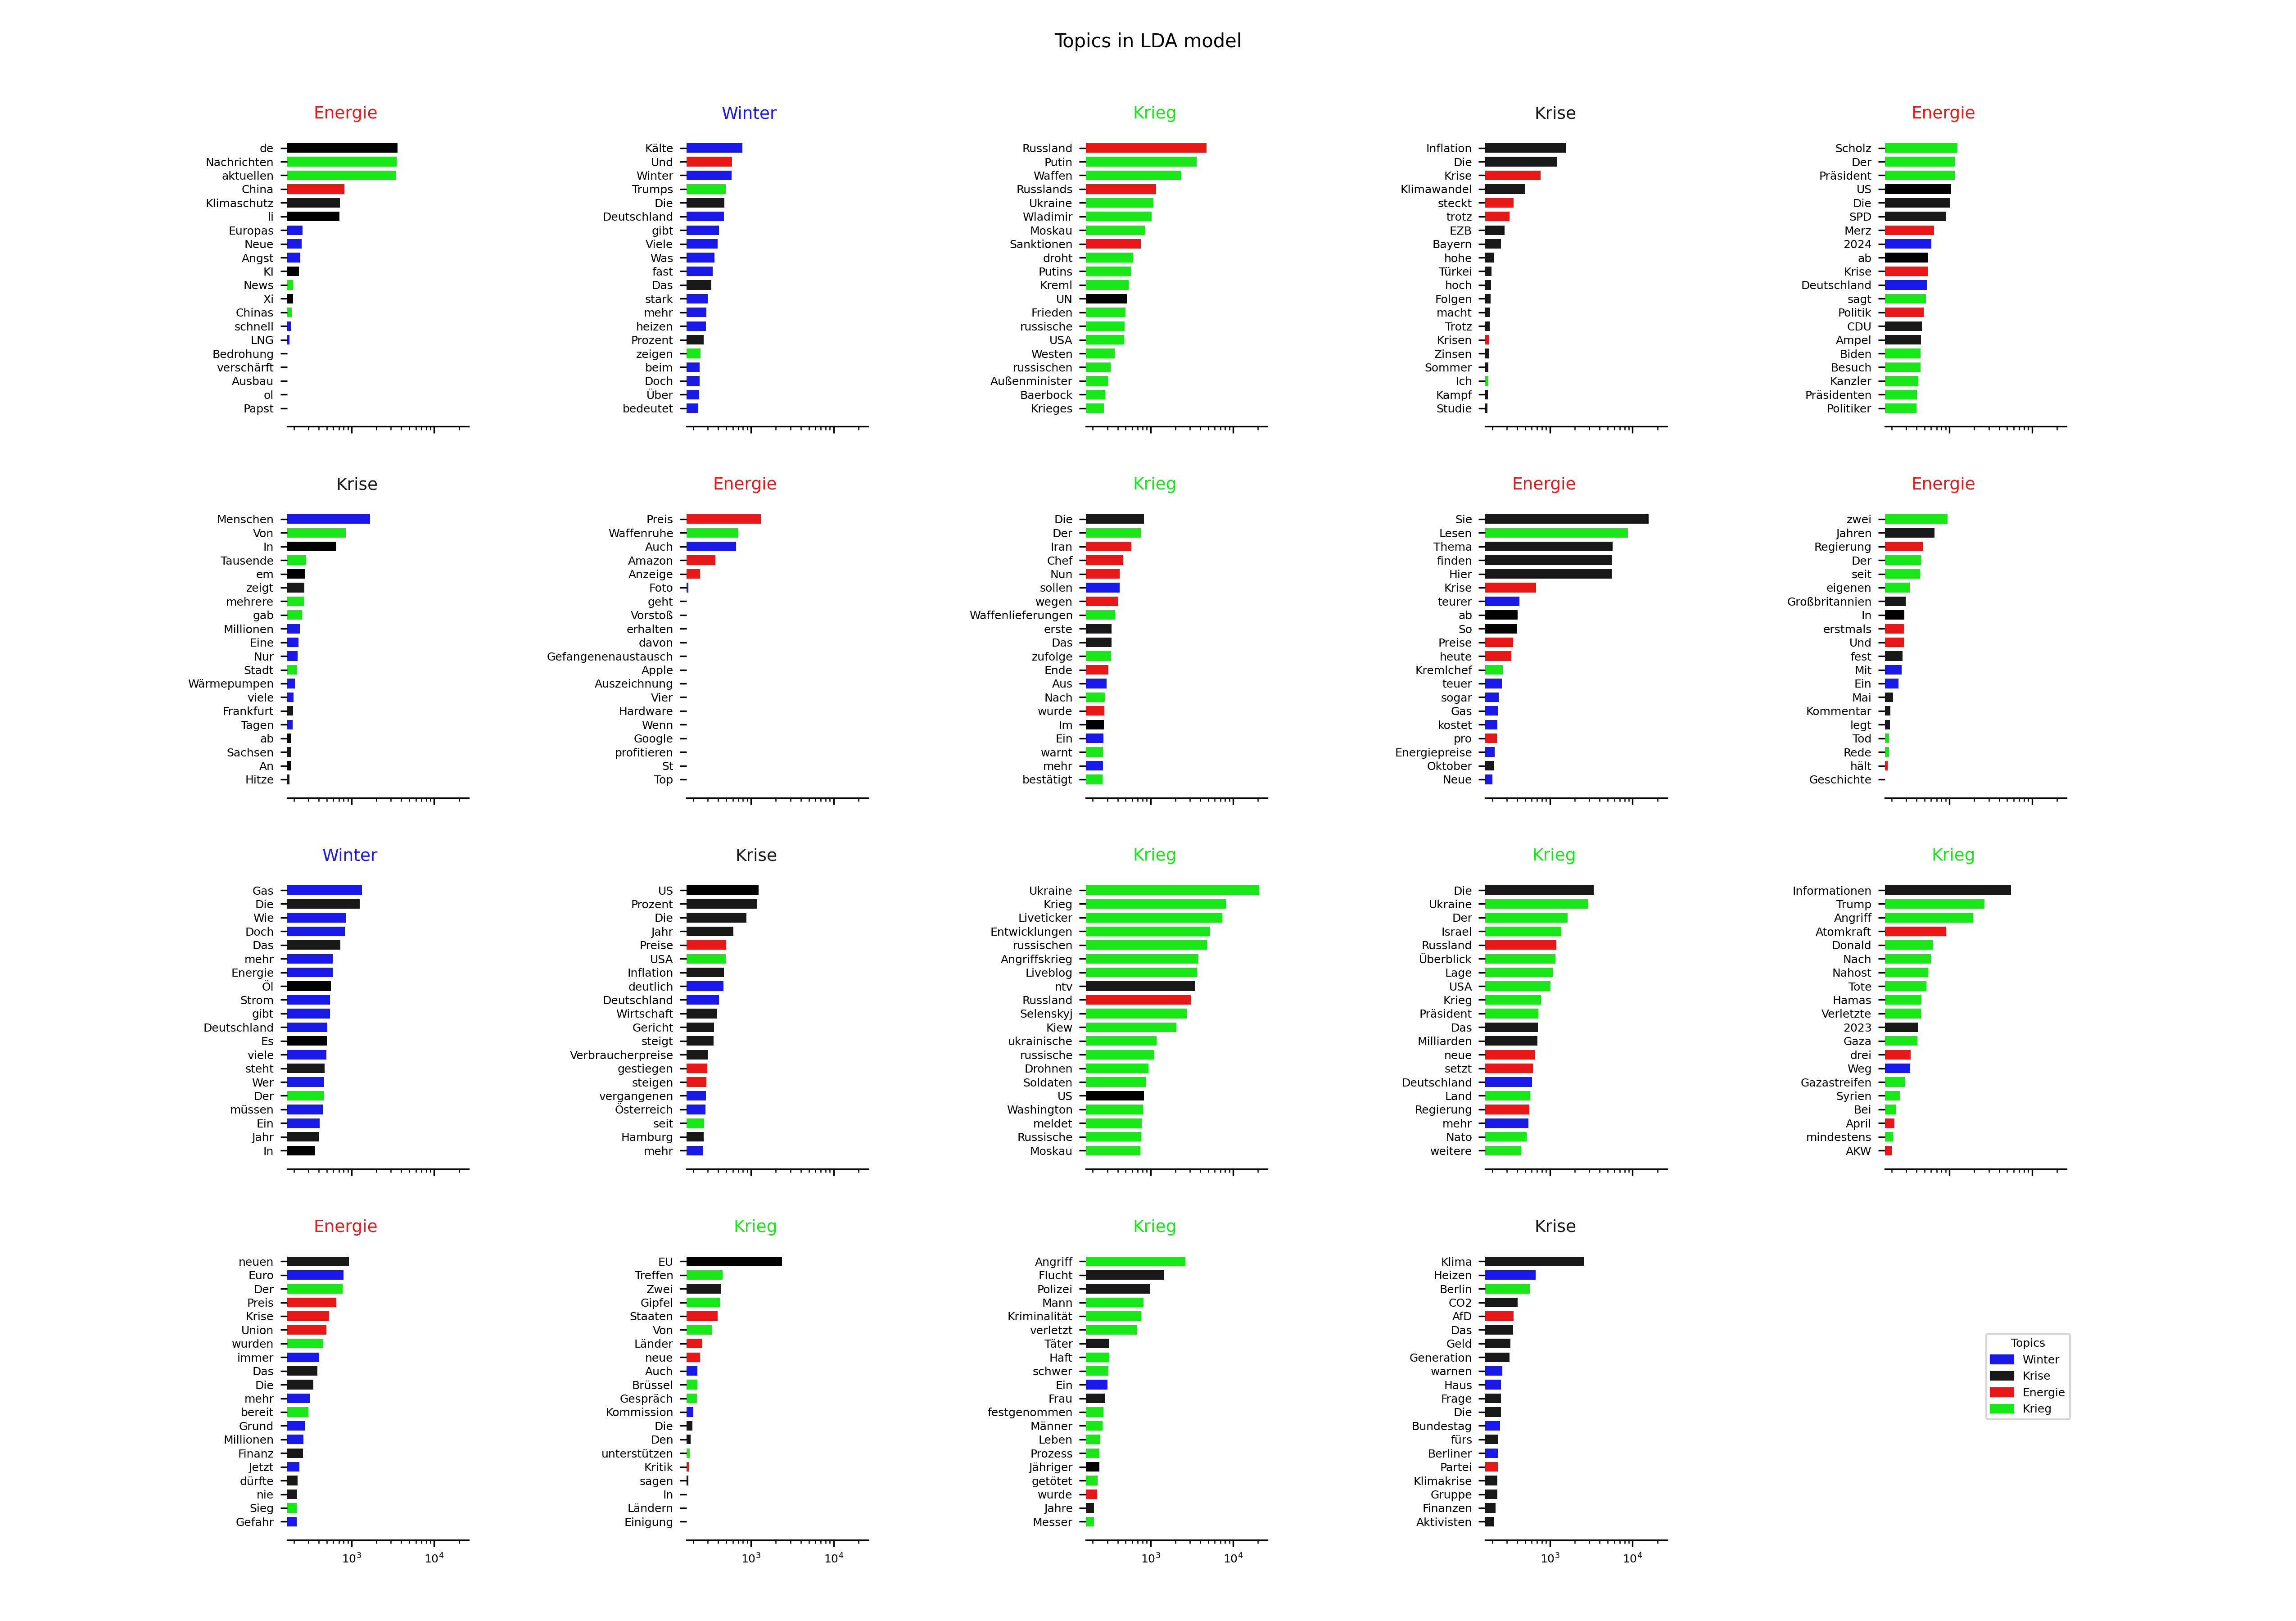 Topics in LDA model
Energie
de
Nachrichten
aktuellen
China
Klimaschutz
li
Europas
Neue
Angst
KI
News
Xi
Chinas
schnell
LNG
Bedrohung
verschärft
Ausbau
ol
Papst
Winter
Kälte
Und
Winter
Trumps
Die
Deutschland
gibt
Viele
Was
fast
Das
stark
mehr
heizen
Prozent
zeigen
beim
Doch
Über
bedeutet
Krieg
Russland
Putin
Waffen
Russlands
Ukraine
Wladimir
Moskau
Sanktionen
droht
Putins
Kreml
UN
Frieden
russische
USA
Westen
russischen
Außenminister
Baerbock
Krieges
Krise
Inflation
Die
Krise
Klimawandel
steckt
trotz
EZB
Bayern
hohe
Türkei
hoch
Folgen
macht
Trotz
Krisen
Zinsen
Sommer
Ich
Kampf
Studie
Energie
Scholz
Der
Präsident
US
Die
SPD
Merz
2024
ab
Krise
Deutschland
sagt
Politik
CDU
Ampel
Biden
Besuch
Kanzler
Präsidenten
Politiker
Krise
Menschen
Von
In
Tausende
em
zeigt
mehrere
gab
Millionen
Eine
Nur
Stadt
Wärmepumpen
viele
Frankfurt
Tagen
ab
Sachsen
An
Hitze
Energie
Preis
Waffenruhe
Auch
Amazon
Anzeige
Foto
geht
Vorstoß
erhalten
davon
Gefangenenaustausch
Apple
Auszeichnung
Vier
Hardware
Wenn
Google
profitieren
St
Top
Krieg
Die
Der
Iran
Chef
Nun
sollen
wegen
Waffenlieferungen
erste
Das
zufolge
Ende
Aus
Nach
wurde
Im
Ein
warnt
mehr
bestätigt
Energie
Sie
Lesen
Thema
finden
Hier
Krise
teurer
ab
So
Preise
heute
Kremlchef
teuer
sogar
Gas
kostet
pro
Energiepreise
Oktober
Neue
Energie
zwei
Jahren
Regierung
Der
seit
eigenen
Großbritannien
In
erstmals
Und
fest
Mit
Ein
Mai
Kommentar
legt
Tod
Rede
hält
Geschichte
Winter
Gas
Die
Wie
Doch
Das
mehr
Energie
Öl
Strom
gibt
Deutschland
Es
viele
steht
Wer
Der
müssen
Ein
Jahr
In
Krise
US
Prozent
Die
Jahr
Preise
USA
Inflation
deutlich
Deutschland
Wirtschaft
Gericht
steigt
Verbraucherpreise
gestiegen
steigen
vergangenen
Österreich
seit
Hamburg
mehr
Krieg
Ukraine
Krieg
Liveticker
Entwicklungen
russischen
Angriffskrieg
Liveblog
ntv
Russland
Selenskyj
Kiew
ukrainische
russische
Drohnen
Soldaten
US
Washington
meldet
Russische
Moskau
Krieg
Die
Ukraine
Der
Israel
Russland
Überblick
Lage
USA
Krieg
Präsident
Das
Milliarden
neue
setzt
Deutschland
Land
Regierung
mehr
Nato
weitere
Krieg
Informationen
Trump
Angriff
Atomkraft
Donald
Nach
Nahost
Tote
Hamas
Verletzte
2023
Gaza
drei
Weg
Gazastreifen
Syrien
Bei
April
mindestens
AKW
Energie
neuen
Euro
Der
Preis
Krise
Union
wurden
immer
Das
Die
mehr
bereit
Grund
Millionen
Finanz
Jetzt
dürfte
nie
Sieg
Gefahr
10³ 10⁴
Krieg
EU
Treffen
Zwei
Gipfel
Staaten
Von
Länder
neue
Auch
Brüssel
Gespräch
Kommission
Die
Den
unterstützen
Kritik
sagen
In
Ländern
Einigung
10³ 10⁴
Krieg
Angriff
Flucht
Polizei
Mann
Kriminalität
verletzt
Täter
Haft
schwer
Ein
Frau
festgenommen
Männer
Leben
Prozess
Jähriger
getötet
wurde
Jahre
Messer
10³ 10⁴
Krise
Klima
Heizen
Berlin
CO2
AfD
Das
Geld
Generation
warnen
Haus
Frage
Die
Bundestag
fürs
Berliner
Partei
Klimakrise
Gruppe
Finanzen
Aktivisten
10³ 10⁴
Topics
Winter
Krise
Energie
Krieg